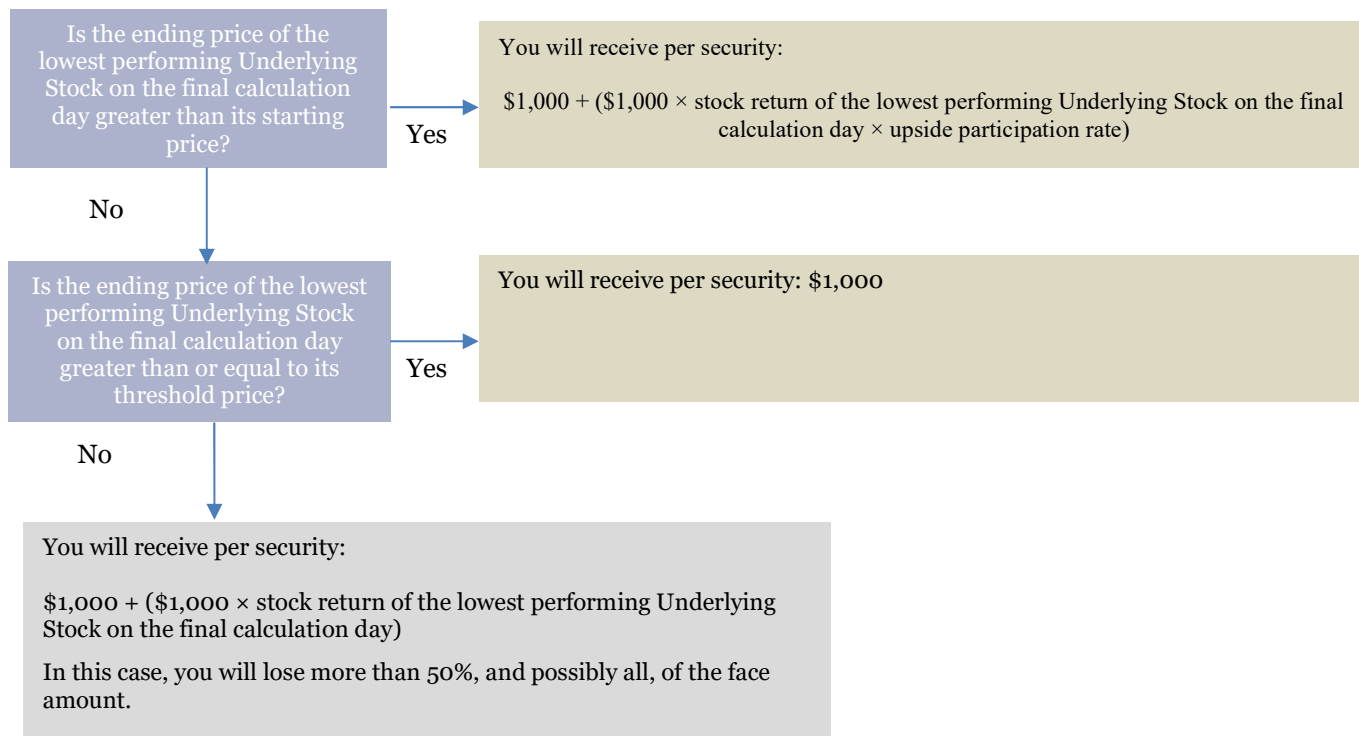 Is the ending price of the
lowest performing Underlying
Stock on the final calculation
day greater than its starting
price?
Yes
You will receive per security:
$1,000 + ($1,000 × stock return of the lowest performing Underlying Stock on the final
calculation day × upside participation rate)
No
Is the ending price of the lowest
performing Underlying Stock
on the final calculation day
greater than or equal to its
threshold price?
Yes
You will receive per security: $1,000
No
You will receive per security:
$1,000 + ($1,000 × stock return of the lowest performing Underlying
Stock on the final calculation day)
In this case, you will lose more than 50%, and possibly all, of the face
amount.